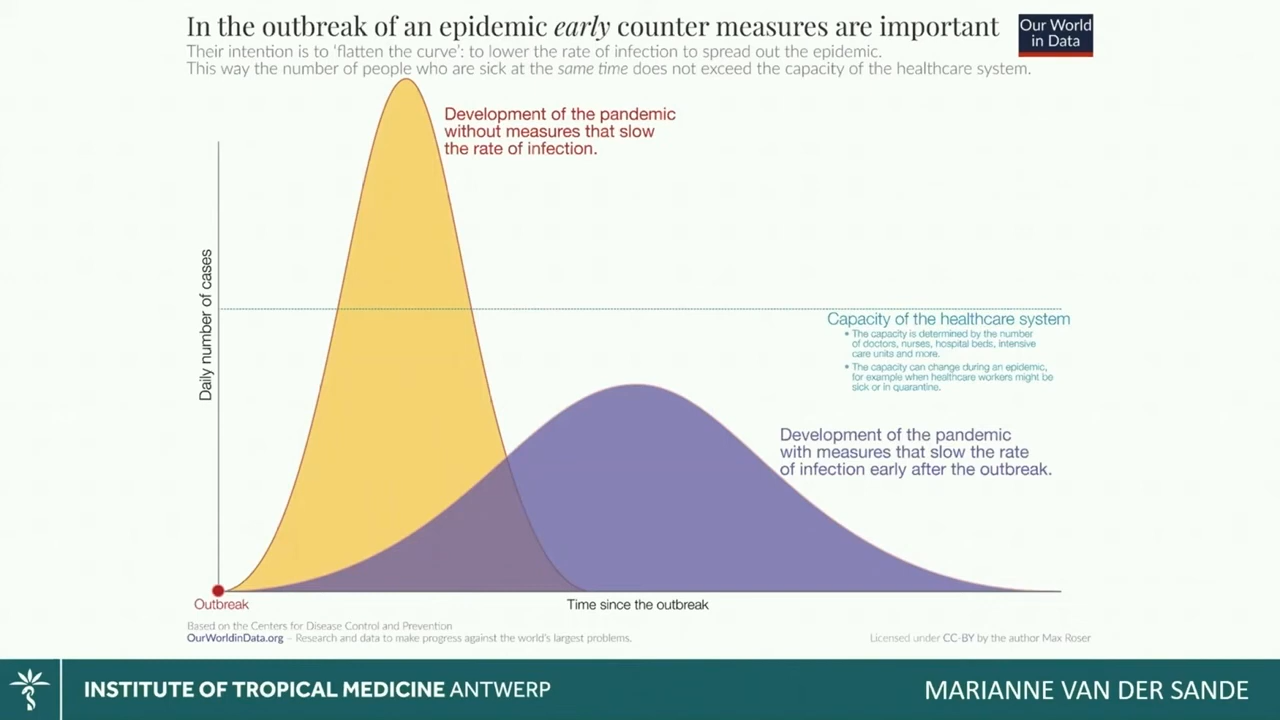 In the outbreak of an epidemic early counter measures are important
Our World
in Data
Their intention is to 'flatten the curve': to lower the rate of infection to spread out the epidemic.
This way the number of people who are sick at the same time does not exceed the capacity of the healthcare system.
Development of the pandemic
without measures that slow
the rate of infection.
Daily number of cases
Capacity of the healthcare system
• The capacity is determined by the number
of doctors, nurses, hospital beds, intensive
care units and more.
• The capacity can change during an epidemic,
for example when healthcare workers might be
sick or in quarantine.
Development of the pandemic
with measures that slow the rate
of infection early after the outbreak.
Outbreak
Time since the outbreak
Based on the Centers for Disease Control and Prevention
OurWorldinData.org – Research and data to make progress against the world's largest problems.
Licensed under CC-BY by the author Max Roser
INSTITUTE OF TROPICAL MEDICINE ANTWERP
MARIANNE VAN DER SANDE